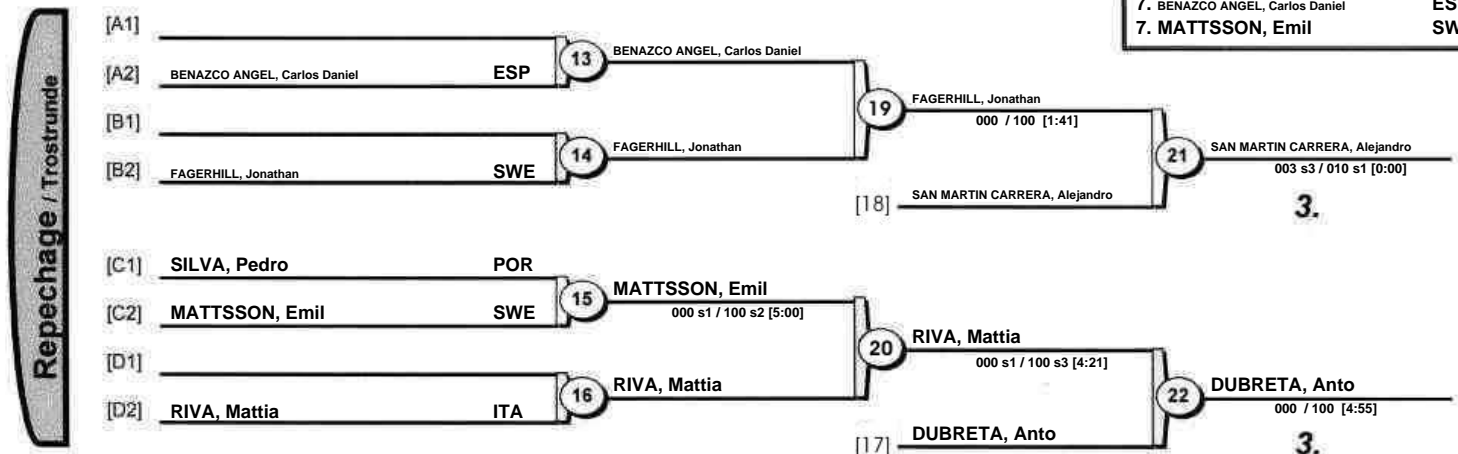 7. BENAZCO ANGEL, Carlos Daniel
7. MATTSSON, Emil
Repechage / Trostrunde
[A1]
[A2] BENAZCO ANGEL, Carlos Daniel ESP
13 BENAZCO ANGEL, Carlos Daniel
[B1]
[B2] FAGERHILL, Jonathan SWE
14 FAGERHILL, Jonathan
19 FAGERHILL, Jonathan
000 / 100 [1:41]
[18] SAN MARTIN CARRERA, Alejandro
21 SAN MARTIN CARRERA, Alejandro
003 s3 / 010 s1 [0:00]
3.
[C1] SILVA, Pedro POR
[C2] MATTSSON, Emil SWE
15 MATTSSON, Emil
000 s1 / 100 s2 [5:00]
[D1]
[D2] RIVA, Mattia ITA
16 RIVA, Mattia
20 RIVA, Mattia
000 s1 / 100 s3 [4:21]
[17] DUBRETA, Anto
22 DUBRETA, Anto
000 / 100 [4:55]
3.